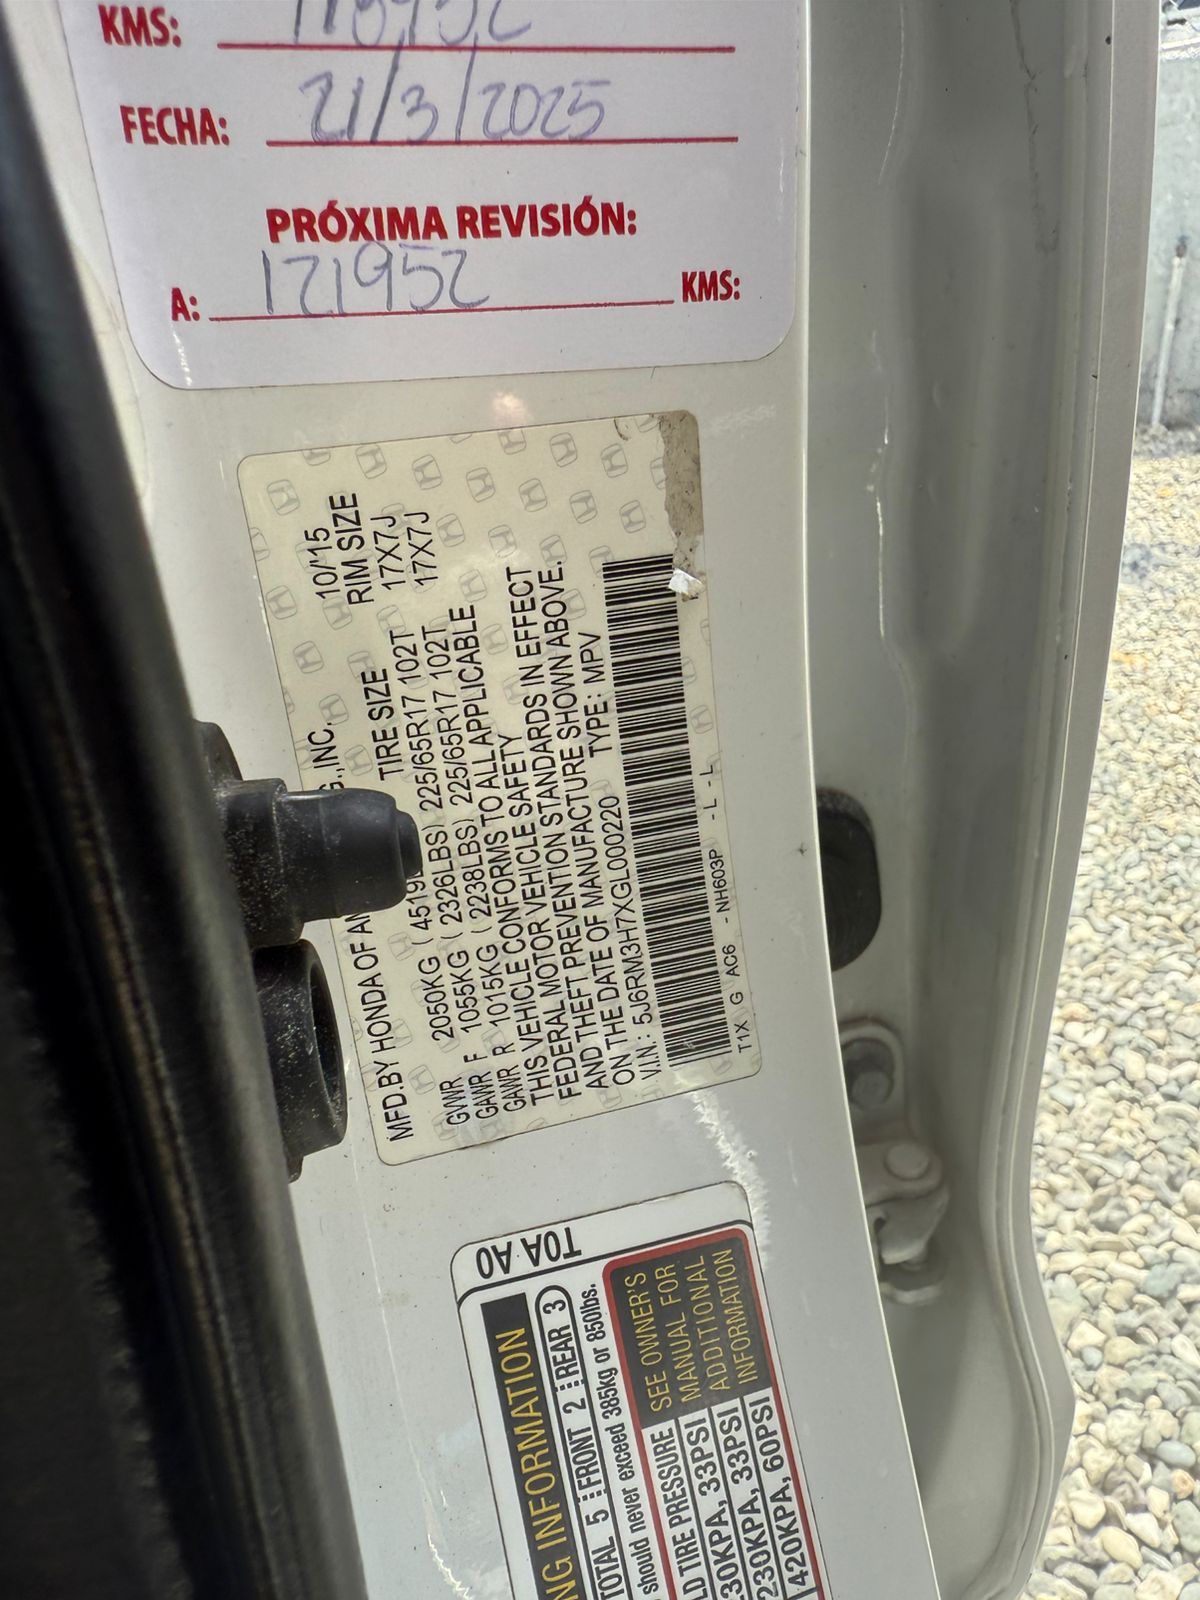 KMS:
FECHA: 21/3/2025
PRÓXIMA REVISIÓN:
A: 121952 KMS:
MFD.BY HONDA OF ,INC. 10/'15
TIRE SIZE RIM SIZE
GVWR 2050KG 225/65R17 102T 17X7J
GAWR F 1055KG (2326LBS) 225/65R17 102T 17X7J
GAWR R 1015KG (2238LBS)
THIS VEHICLE CONFORMS TO ALL APPLICABLE
FEDERAL MOTOR VEHICLE SAFETY
AND THEFT PREVENTION STANDARDS IN EFFECT
ON THE DATE OF MANUFACTURE SHOWN ABOVE.
V.I.N.: 5J6RM3H7XGL000220 TYPE: MPV
T1X G AC6 - NH603P - L - L
T0A A0
INFORMATION
TOTAL 5 FRONT 2 REAR 3
should never exceed 385kg or 850lbs.
TIRE PRESSURE
33PSI
230KPA, 33PSI
420KPA, 60PSI
SEE OWNER'S
MANUAL FOR
ADDITIONAL
INFORMATION